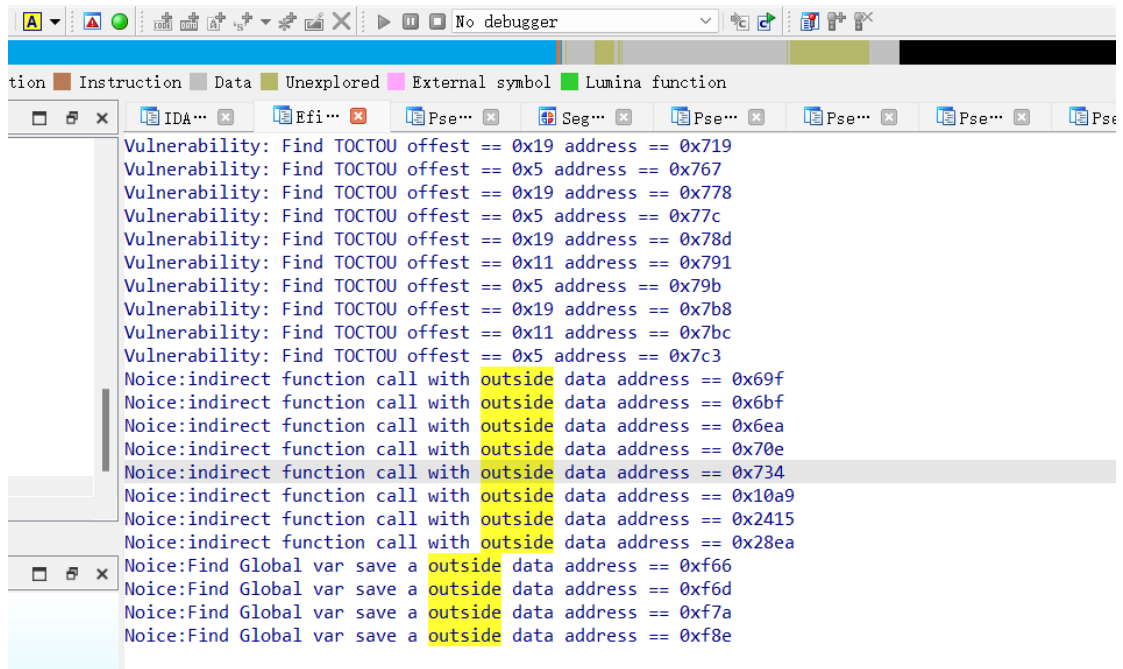 No debugger
tion Instruction Data Unexplored External symbol Lumina function
IDA… Efi… Pse… Seg… Pse… Pse… Pse… Pse
Vulnerability: Find TOCTOU offest == 0x19 address == 0x719
Vulnerability: Find TOCTOU offest == 0x5 address == 0x767
Vulnerability: Find TOCTOU offest == 0x19 address == 0x778
Vulnerability: Find TOCTOU offest == 0x5 address == 0x77c
Vulnerability: Find TOCTOU offest == 0x19 address == 0x78d
Vulnerability: Find TOCTOU offest == 0x11 address == 0x791
Vulnerability: Find TOCTOU offest == 0x5 address == 0x79b
Vulnerability: Find TOCTOU offest == 0x19 address == 0x7b8
Vulnerability: Find TOCTOU offest == 0x11 address == 0x7bc
Vulnerability: Find TOCTOU offest == 0x5 address == 0x7c3
Noice:indirect function call with outside data address == 0x69f
Noice:indirect function call with outside data address == 0x6bf
Noice:indirect function call with outside data address == 0x6ea
Noice:indirect function call with outside data address == 0x70e
Noice:indirect function call with outside data address == 0x734
Noice:indirect function call with outside data address == 0x10a9
Noice:indirect function call with outside data address == 0x2415
Noice:indirect function call with outside data address == 0x28ea
Noice:Find Global var save a outside data address == 0xf66
Noice:Find Global var save a outside data address == 0xf6d
Noice:Find Global var save a outside data address == 0xf7a
Noice:Find Global var save a outside data address == 0xf8e